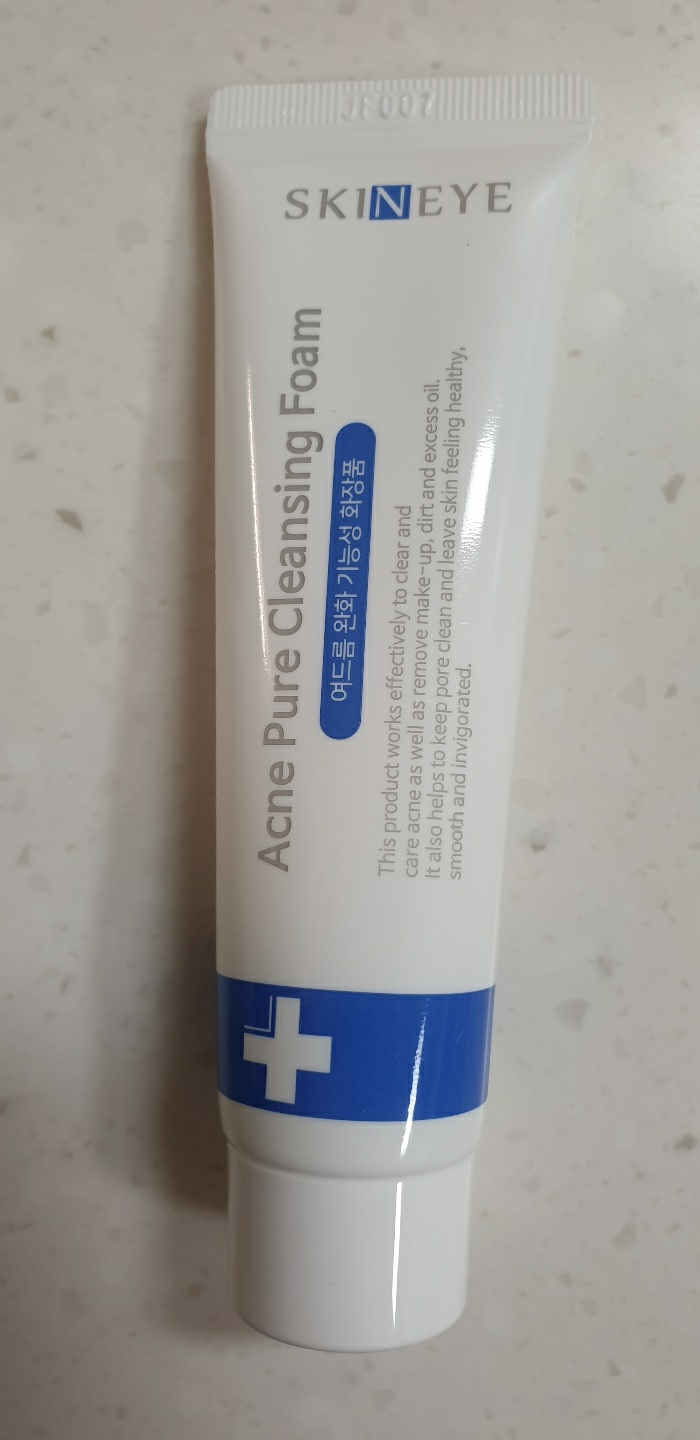 JF007
SKINEYE
Acne Pure Cleansing Foam
여드름 완화 기능성 화장품
This product works effectively to clear and
care acne as well as remove make-up, dirt and excess oil.
It also helps to keep pore clean and leave skin feeling healthy,
smooth and invigorated.